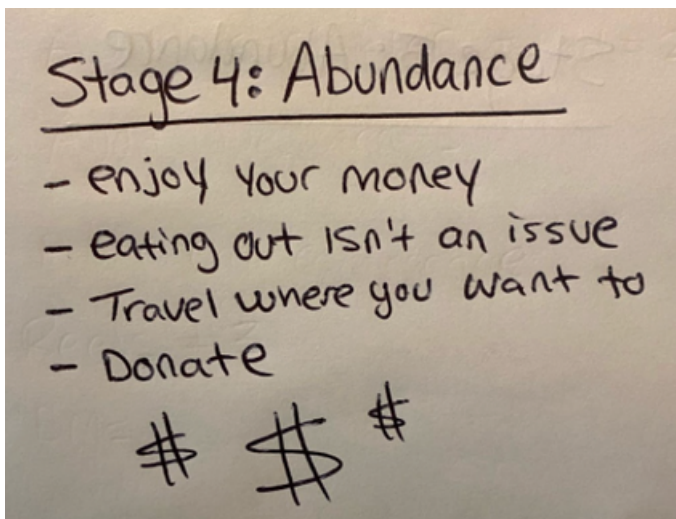 Stage 4: Abundance
- enjoy your money
- eating out isn't an issue
- Travel where you want to
- Donate
$ $ $